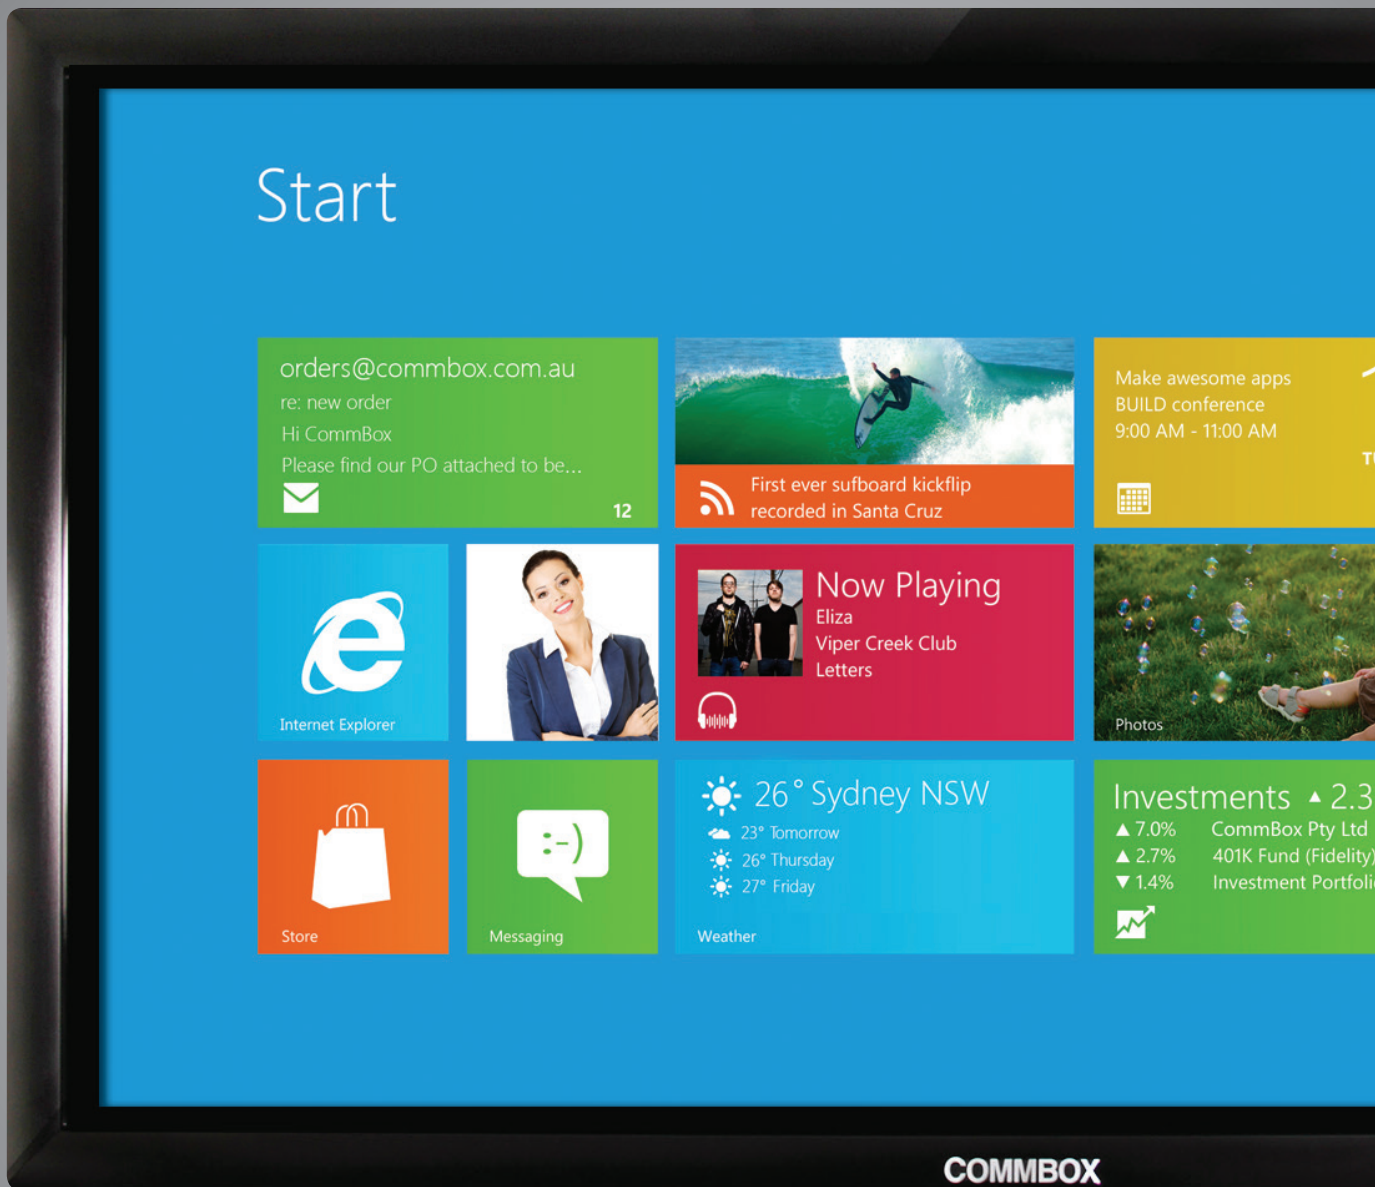 Start
orders@commbox.com.au
re: new order
Hi CommBox
Please find our PO attached to be...
12
First ever sufboard kickflip
recorded in Santa Cruz
Make awesome apps
BUILD conference
9:00 AM - 11:00 AM
Internet Explorer
Now Playing
Eliza
Viper Creek Club
Letters
Photos
Store
:-)
Messaging
26° Sydney NSW
23° Tomorrow
26° Thursday
27° Friday
Weather
Investments ▲ 2.3
▲ 7.0% CommBox Pty Ltd
▲ 2.7% 401K Fund (Fidelity)
▼ 1.4% Investment
COMMBOX